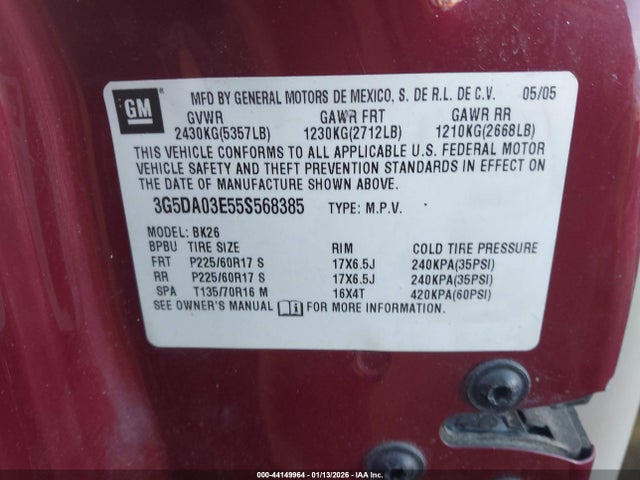 GM
MFD BY GENERAL MOTORS DE MEXICO, S. DE R.L. DE C.V. 05/05
GVWR GAWR FRT GAWR RR
2430KG(5357LB) 1230KG(2712LB) 1210KG(2668LB)
THIS VEHICLE CONFORMS TO ALL APPLICABLE U.S. FEDERAL MOTOR
VEHICLE SAFETY AND THEFT PREVENTION STANDARDS IN EFFECT ON
THE DATE OF MANUFACTURE SHOWN ABOVE.
3G5DA03E55S568385 TYPE: M.P.V.
MODEL: BK26
BPBU TIRE SIZE RIM COLD TIRE PRESSURE
FRT P225/60R17 S 17X6.5J 240KPA(35PSI)
RR P225/60R17 S 17X6.5J 240KPA(35PSI)
SPA T135/70R16 M 16X4T 420KPA(60PSI)
SEE OWNER'S MANUAL FOR MORE INFORMATION.
000-44149964 | 01/13/2026 - IAAI.COM